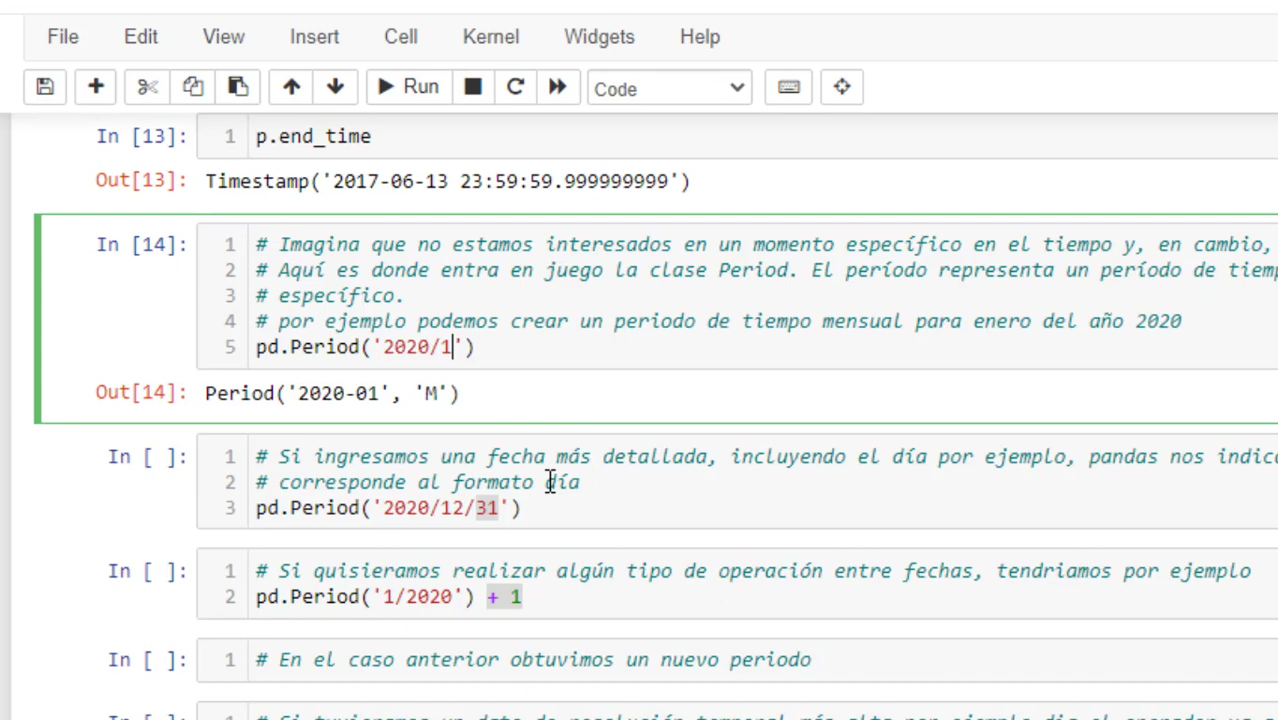 File Edit View Insert Cell Kernel Widgets Help
Run Code
In [13]: 1 p.end_time
Out[13]: Timestamp('2017-06-13 23:59:59.999999999')
In [14]: 1 # Imagina que no estamos interesados en un momento específico en el tiempo y, en cambio,
2 # Aquí es donde entra en juego la clase Period. El período representa un período de tiemp
3 # específico.
4 # por ejemplo podemos crear un periodo de tiempo mensual para enero del año 2020
5 pd.Period('2020/1')
Out[14]: Period('2020-01', 'M')
In [ ]: 1 # Si ingresamos una fecha más detallada, incluyendo el día por ejemplo, pandas nos indica
2 # corresponde al formato día
3 pd.Period('2020/12/31')
In [ ]: 1 # Si quisieramos realizar algún tipo de operación entre fechas, tendriamos por ejemplo
2 pd.Period('1/2020') + 1
In [ ]: 1 # En el caso anterior obtuvimos un nuevo periodo